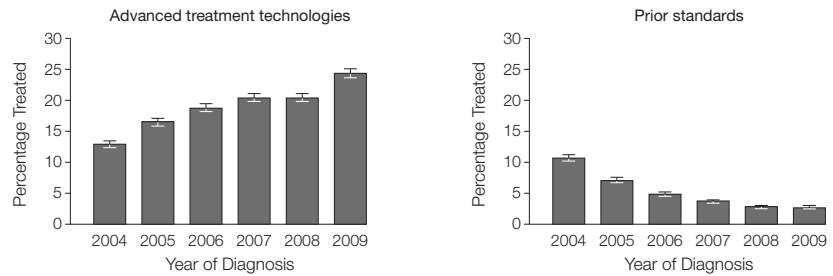 Advanced treatment technologies
Percentage Treated
30
25
20
15
10
5
0
2004 2005 2006 2007 2008 2009
Year of Diagnosis
Prior standards
Percentage Treated
30
25
20
15
10
5
0
2004 2005 2006 2007 2008 2009
Year of Diagnosis